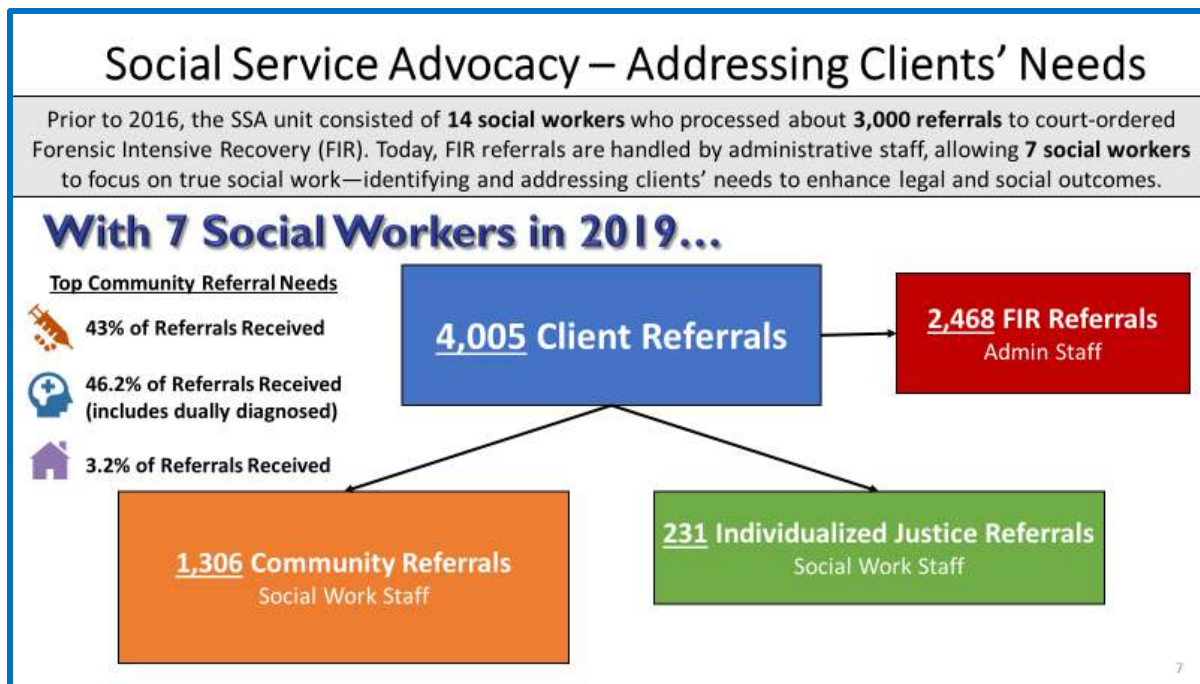 Social Service Advocacy – Addressing Clients' Needs
Prior to 2016, the SSA unit consisted of 14 social workers who processed about 3,000 referrals to court-ordered
Forensic Intensive Recovery (FIR). Today, FIR referrals are handled by administrative staff, allowing 7 social workers
to focus on true social work—identifying and addressing clients' needs to enhance legal and social outcomes.
With 7 Social Workers in 2019...
Top Community Referral Needs
43% of Referrals Received
46.2% of Referrals Received
(includes dually diagnosed)
3.2% of Referrals Received
4,005 Client Referrals
2,468 FIR Referrals
Admin Staff
1,306 Community Referrals
Social Work Staff
231 Individualized Justice Referrals
Social Work Staff
7